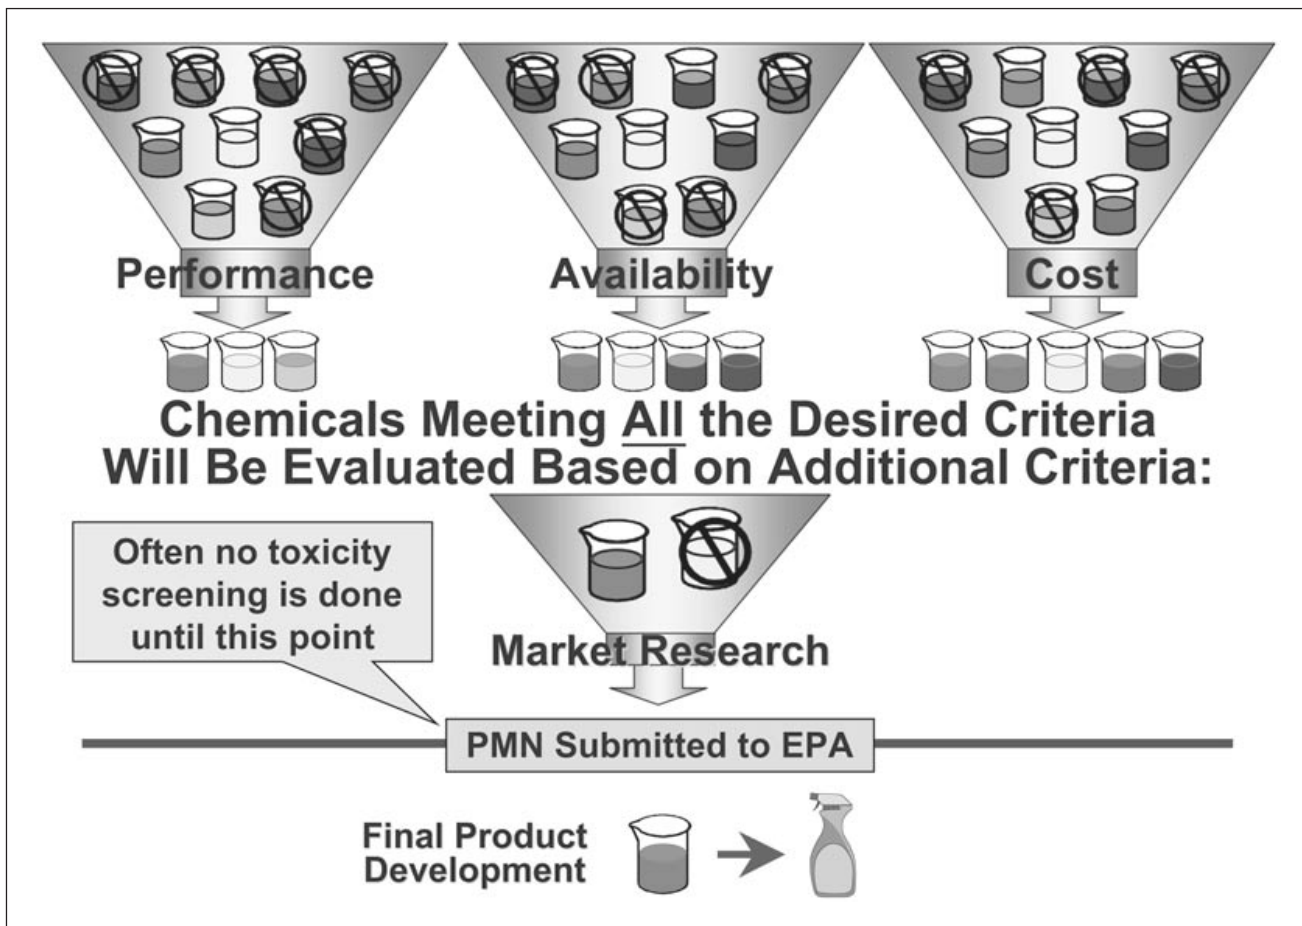 Performance
Availability
Cost
Chemicals Meeting All the Desired Criteria
Will Be Evaluated Based on Additional Criteria:
Often no toxicity
screening is done
until this point
Market Research
PMN Submitted to EPA
Final Product
Development